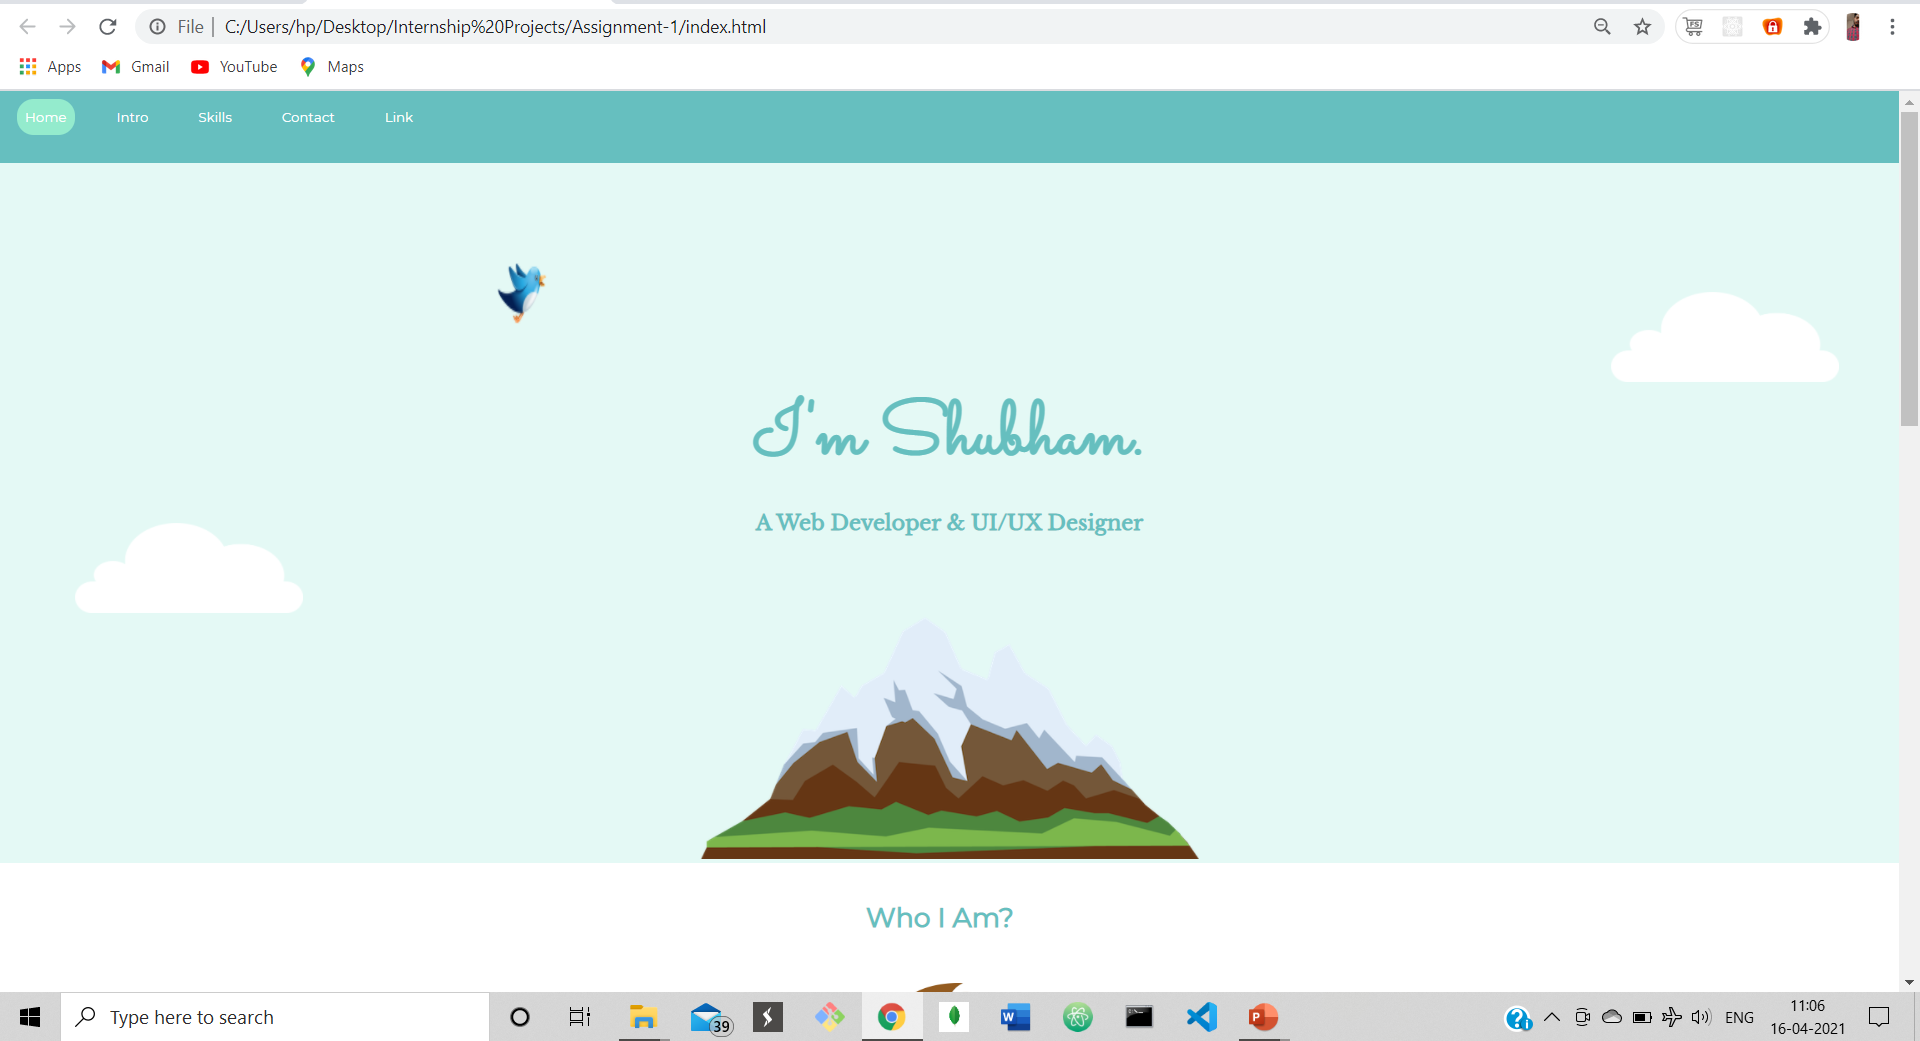 File | C:/Users/hp/Desktop/Internship%20Projects/Assignment-1/index.html
Apps Gmail YouTube Maps
Home Intro Skills Contact Link
I'm Shubham.
A Web Developer & UI/UX Designer
Who I Am?
Type here to search
39
ENG
11:06
16-04-2021